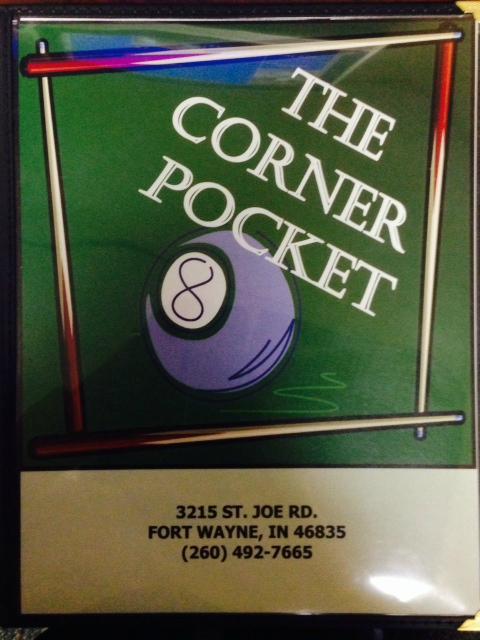 THE
CORNER
POCKET
8
3215 ST. JOE RD.
FORT WAYNE, IN 46835
(260) 492-7665